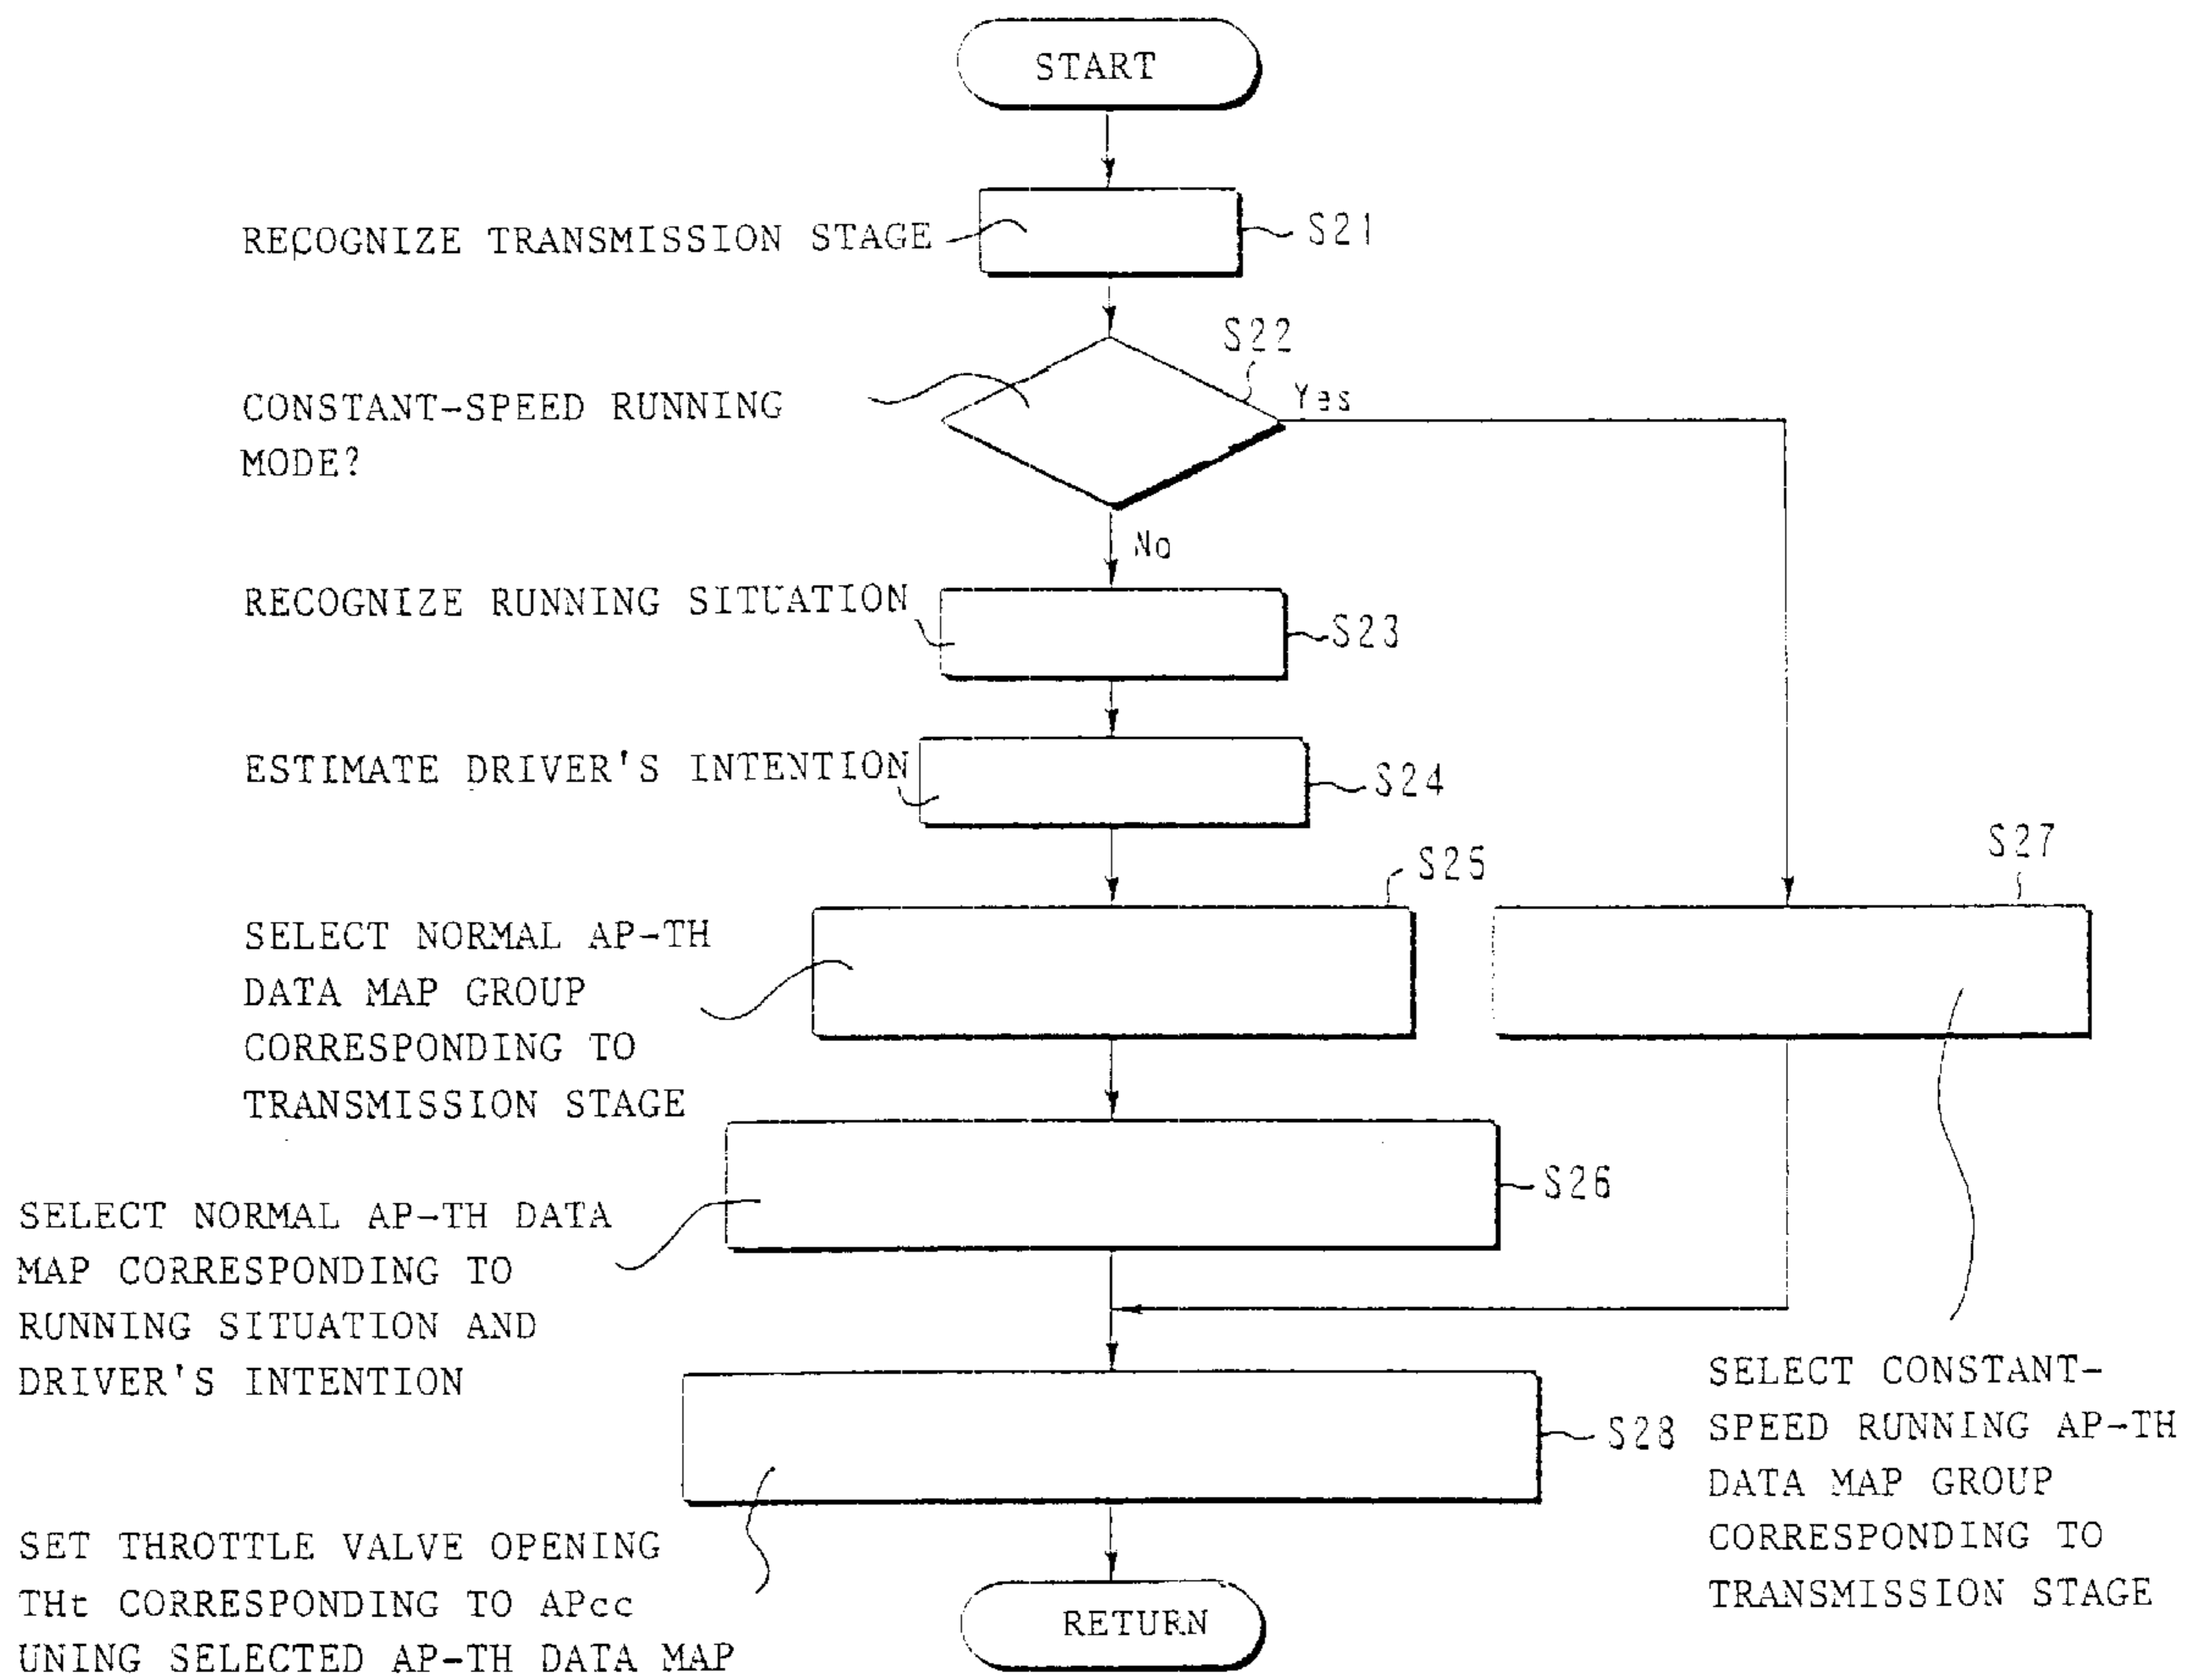 START
RECOGNIZE TRANSMISSION STAGE
S21
S22
CONSTANT-SPEED RUNNING
MODE?
Yes
No
RECOGNIZE RUNNING SITUATION
S23
ESTIMATE DRIVER'S INTENTION
S24
S25
S27
SELECT NORMAL AP-TH
DATA MAP GROUP
CORRESPONDING TO
TRANSMISSION STAGE
S26
SELECT NORMAL AP-TH DATA
MAP CORRESPONDING TO
RUNNING SITUATION AND
DRIVER'S INTENTION
SELECT CONSTANT-
SPEED RUNNING AP-TH
DATA MAP GROUP
CORRESPONDING TO
TRANSMISSION STAGE
S28
SET THROTTLE VALVE OPENING
THt CORRESPONDING TO APcc
UNING SELECTED AP-TH DATA MAP
RETURN